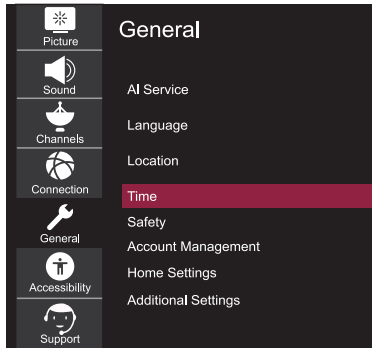 Picture
Sound
Channels
Connection
General
Accessibility
Support
General
AI Service
Language
Location
Time
Safety
Account Management
Home Settings
Additional Settings